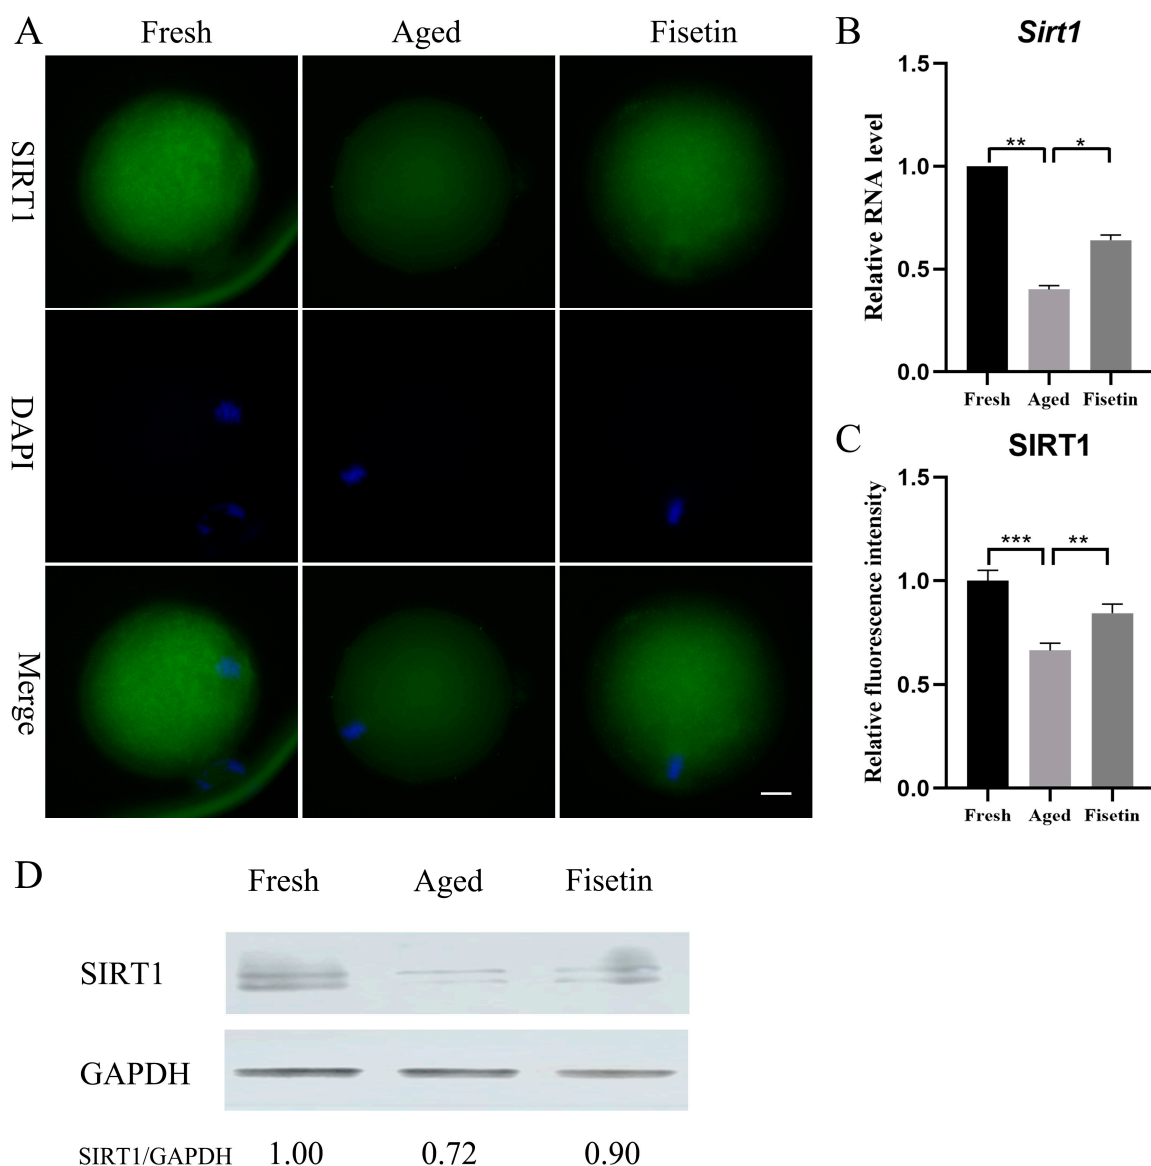 A
Fresh
Aged
Fisetin
SIRT1
DAPI
Merge
B
Sirt1
Relative RNA level
1.5
1.0
0.5
0.0
**
*
Fresh
Aged
Fisetin
C
SIRT1
Relative fluorescence intensity
1.5
1.0
0.5
0.0
***
**
Fresh
Aged
Fisetin
D
Fresh
Aged
Fisetin
SIRT1
GAPDH
SIRT1/GAPDH 1.00 0.72 0.90